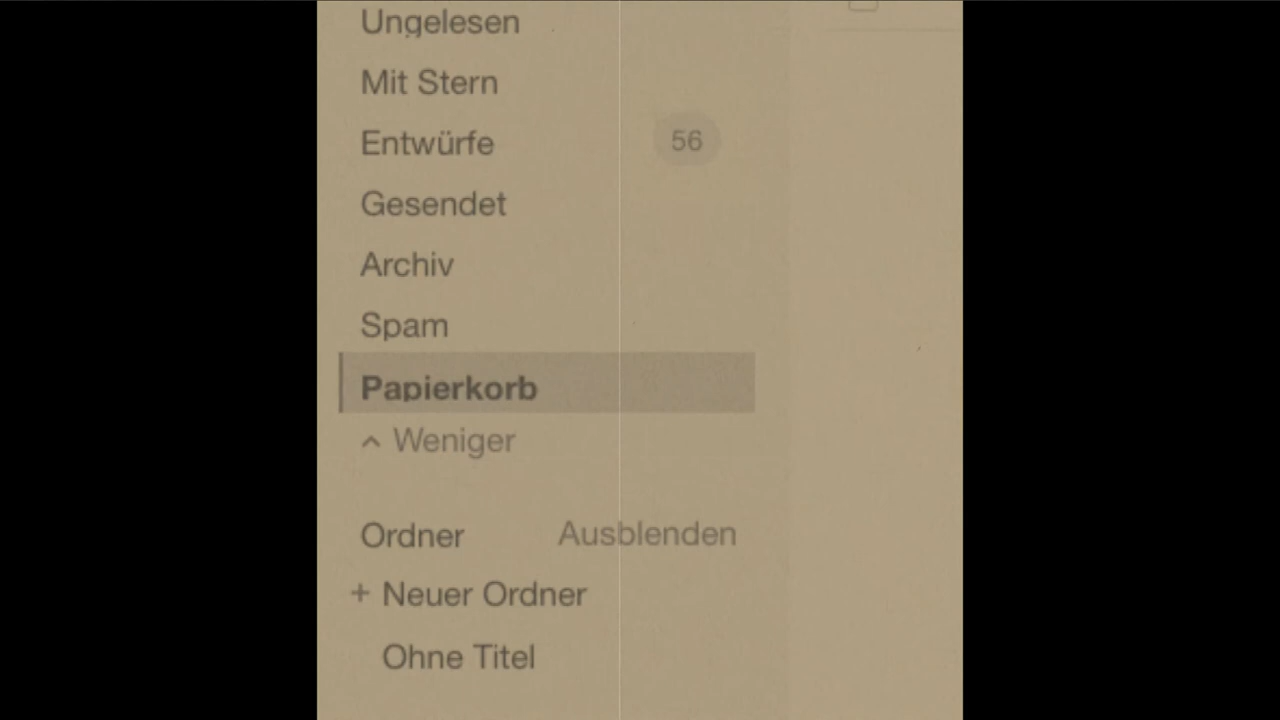 Ungelesen
Mit Stern
Entwürfe 56
Gesendet
Archiv
Spam
Papierkorb
^ Weniger
Ordner Ausblenden
+ Neuer Ordner
Ohne Titel